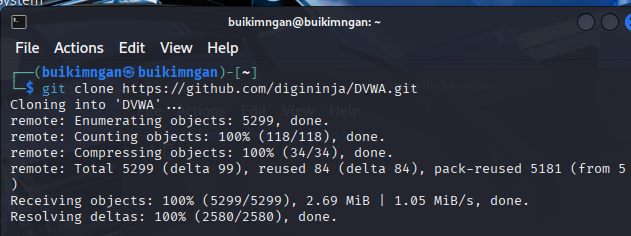 System
buikimngan@buikimngan: ~
File Actions Edit View Help
┌──(buikimngan㉿buikimngan)-[~]
└─$ git clone https://github.com/digininja/DVWA.git
Cloning into 'DVWA'...
remote: Enumerating objects: 5299, done.
remote: Counting objects: 100% (118/118), done.
remote: Compressing objects: 100% (34/34), done.
remote: Total 5299 (delta 99), reused 84 (delta 84), pack-reused 5181 (from 5
)
Receiving objects: 100% (5299/5299), 2.69 MiB | 1.05 MiB/s, done.
Resolving deltas: 100% (2580/2580), done.